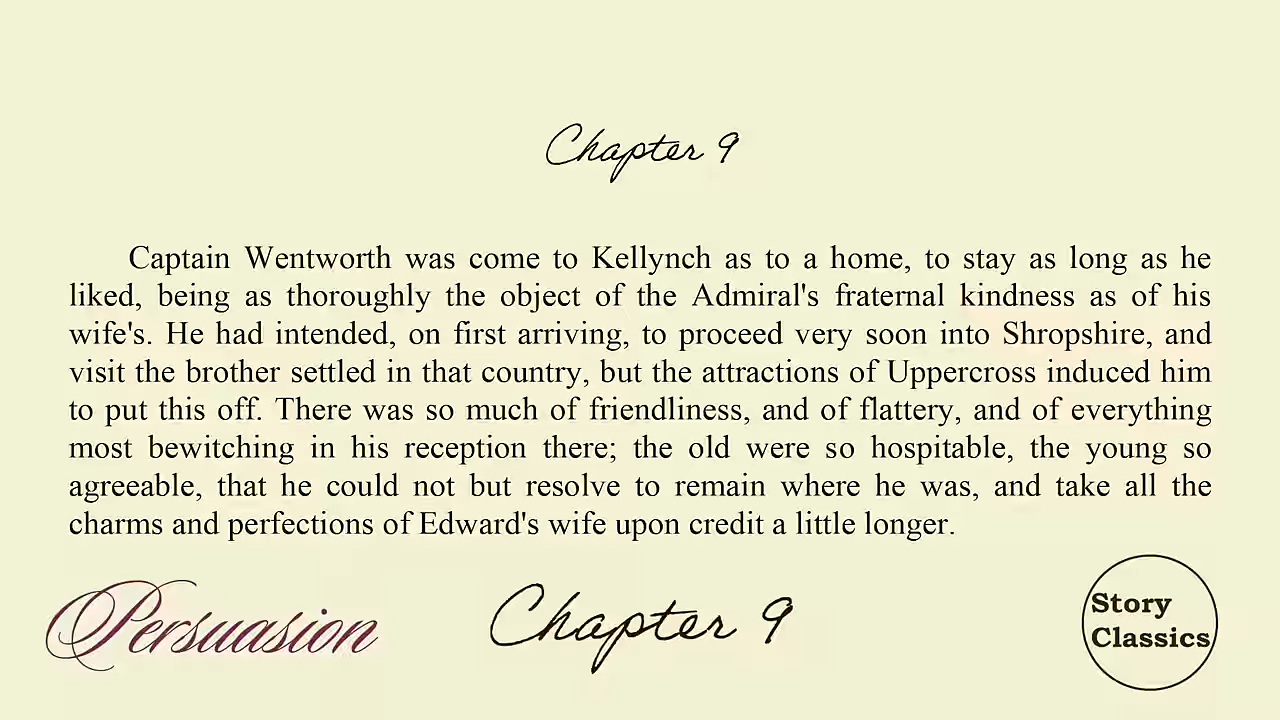 Chapter 9
Captain Wentworth was come to Kellynch as to a home, to stay as long as he
liked, being as thoroughly the object of the Admiral's fraternal kindness as of his
wife's. He had intended, on first arriving, to proceed very soon into Shropshire, and
visit the brother settled in that country, but the attractions of Uppercross induced him
to put this off. There was so much of friendliness, and of flattery, and of everything
most bewitching in his reception there; the old were so hospitable, the young so
agreeable, that he could not but resolve to remain where he was, and take all the
charms and perfections of Edward's wife upon credit a little longer.
Persuasion
Chapter 9
Story
Classics